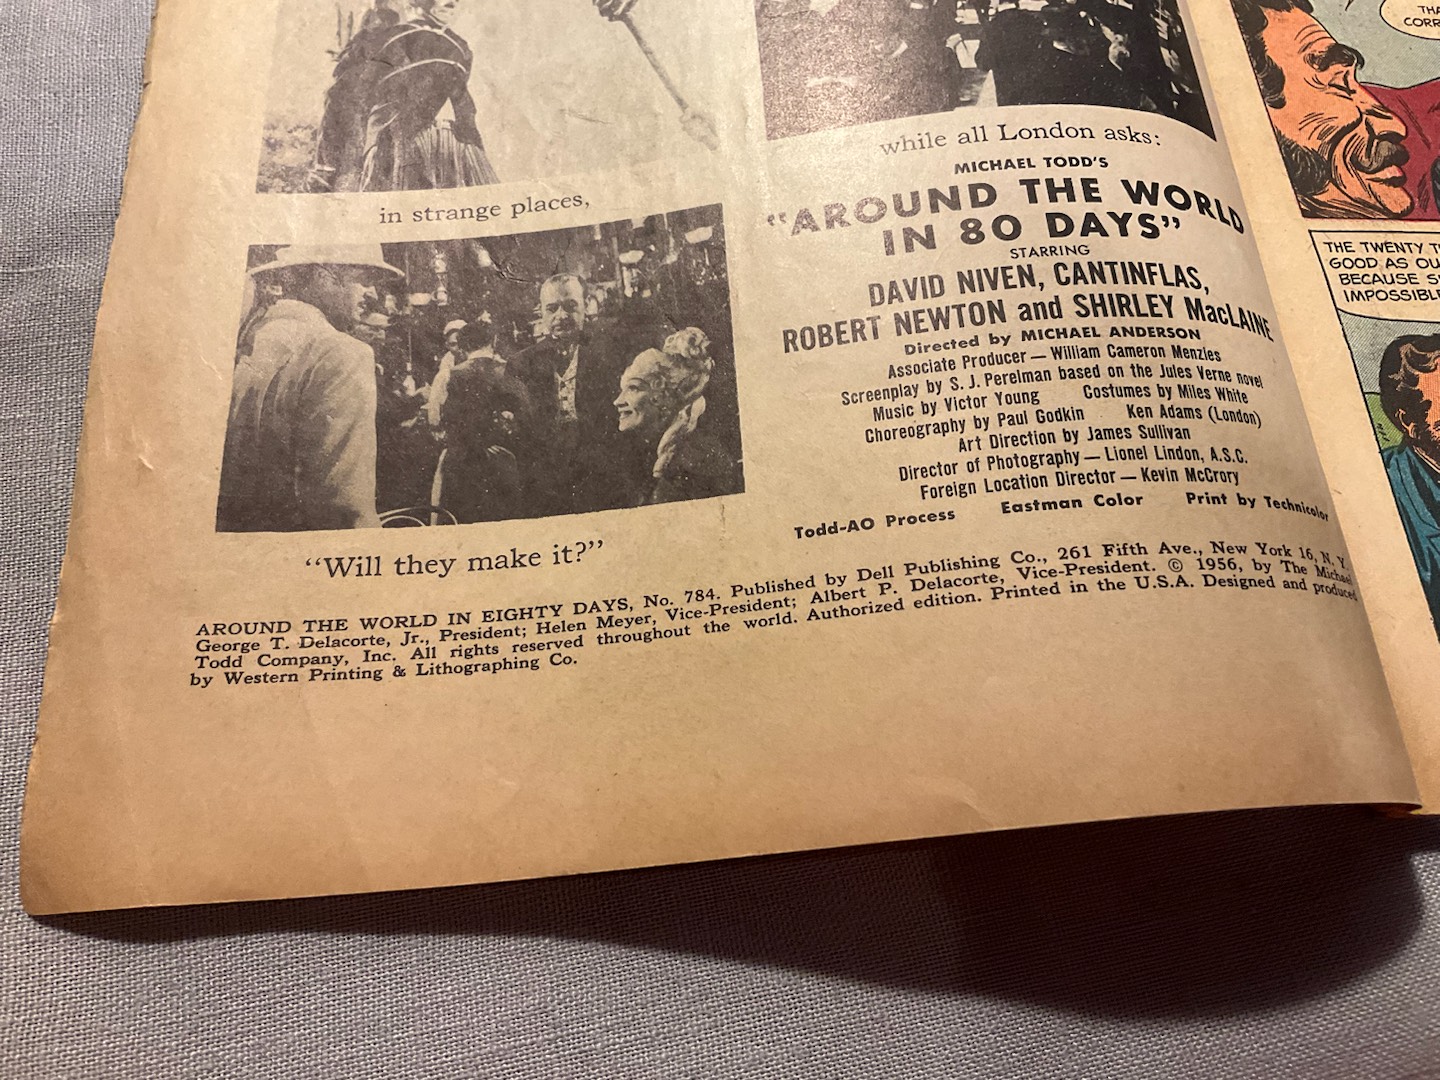 in strange places,
"Will they make it?"
while all London asks:
MICHAEL TODD'S
"AROUND THE WORLD
IN 80 DAYS"
STARRING
DAVID NIVEN, CANTINFLAS,
ROBERT NEWTON and SHIRLEY MacLAINE
Directed by MICHAEL ANDERSON
Associate Producer — William Cameron Menzies
Screenplay by S. J. Perelman based on the Jules Verne novel
Music by Victor Young Costumes by Miles White
Choreography by Paul Godkin Ken Adams (London)
Art Direction by James Sullivan
Director of Photography — Lionel Lindon, A.S.C.
Foreign Location Director — Kevin McCrory
Todd-AO Process Eastman Color Print by Technicolor
AROUND THE WORLD IN EIGHTY DAYS, No. 784. Published by Dell Publishing Co., 261 Fifth Ave., New York 16, N. Y.
George T. Delacorte, Jr., President; Helen Meyer, Vice-President; Albert P. Delacorte, Vice-President. © 1956, by The Michael
Todd Company, Inc. All rights reserved throughout the world. Authorized edition. Printed in the U.S.A. Designed and produced
by Western Printing & Lithographing Co.
THE TWENTY
GOOD AS
BECAUSE
IMPOSSIBLE